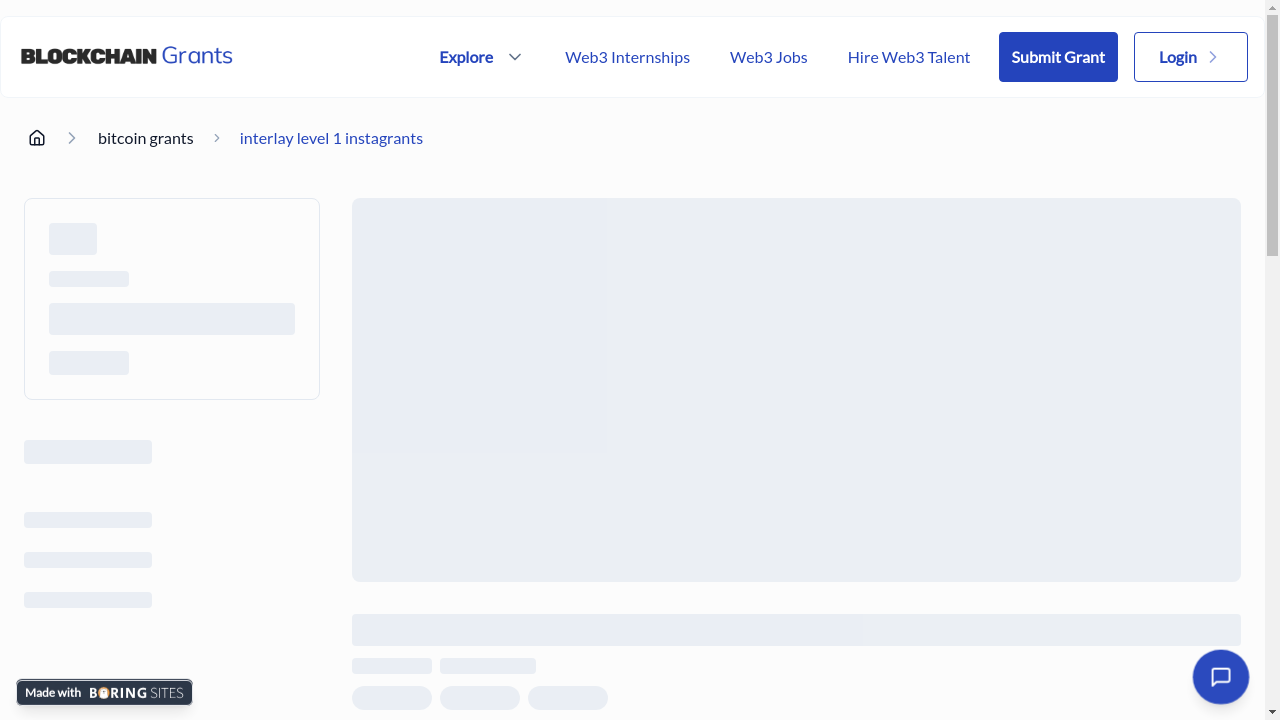 BLOCKCHAIN Grants
Explore
Web3 Internships
Web3 Jobs
Hire Web3 Talent
Submit Grant
Login
bitcoin grants
interlay level 1 instagrants
Made with BORING SITES